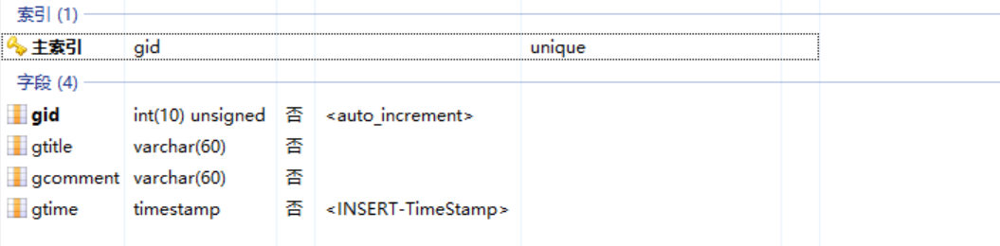 索引 (1)
主索引 gid unique
字段 (4)
gid int(10) unsigned 否 <auto_increment>
gtitle varchar(60) 否
gcomment varchar(60) 否
gtime timestamp 否 <INSERT-TimeStamp>